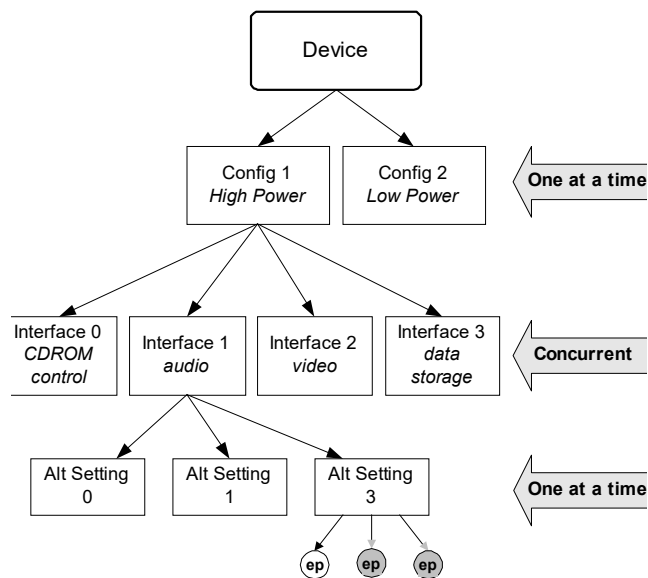 Device
Config 1
High Power
Config 2
Low Power
One at a time
Interface 0
CDROM
control
Interface 1
audio
Interface 2
video
Interface 3
data
storage
Concurrent
Alt Setting
0
Alt Setting
1
Alt Setting
3
One at a time
ep
ep
ep